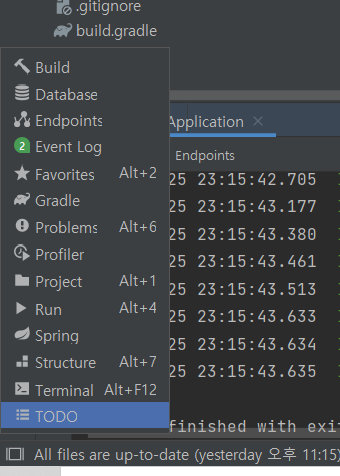 .gitignore
build.gradle
Build
Database
Endpoints
Event Log
2
Favorites Alt+2
Gradle
Problems Alt+6
Profiler
Project Alt+1
Run Alt+4
Spring
Structure Alt+7
Terminal Alt+F12
TODO
Application
Endpoints
25 23:15:42.705
25 23:15:43.177
25 23:15:43.380
25 23:15:43.461
25 23:15:43.513
25 23:15:43.633
25 23:15:43.634
25 23:15:43.635
finished with exi
All files are up-to-date (yesterday 오후 11:15)